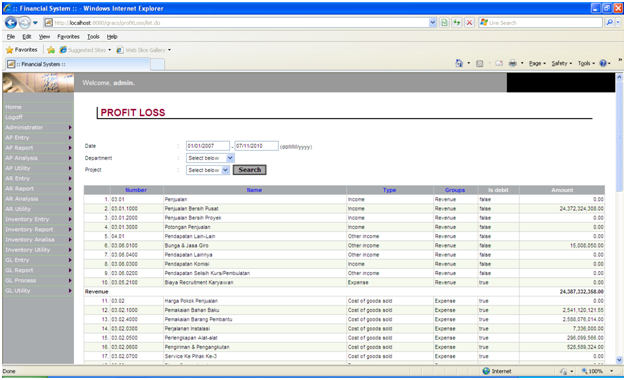 :: Financial System :: - Windows Internet Explorer
http://localhost:8080/gracs/profitLoss/list.do
Live Search
File Edit View Favorites Tools Help
Favorites Suggested Sites Web Slice Gallery
:: Financial System ::
Page Safety Tools
Welcome, admin.
Home
Logoff
Administrator
AP Entry
AP Report
AP Analysis
AP Utility
AR Entry
AR Report
AR Analysis
AR Utility
Inventory Entry
Inventory Report
Inventory Analisa
Inventory Utility
GL Entry
GL Report
GL Process
GL Utility
PROFIT LOSS
Date : 01/01/2007 - 07/11/2010 (dd/MM/yyyy)
Department : Select below
Project : Select below Search
Number Name Type Groups Is debit Amount
1. 03.01 Penjualan Income Revenue false 0.00
2. 03.01.1000 Penjualan Bersih Pusat Income Revenue false 24,372,324,308.00
3. 03.01.2000 Penjualan Bersih Proyek Income Revenue false 0.00
4. 03.01.3000 Potongan Penjualan Income Revenue false 0.00
5. 04.01 Pendapatan Lain-Lain Other income Revenue false 0.00
6. 03.06.0100 Bunga & Jasa Giro Other income Revenue false 15,008,050.00
7. 03.06.0400 Pendapatan Lainnya Other income Revenue false 0.00
8. 03.06.0300 Pendapatan Komisi Income Revenue false 0.00
9. 03.06.0200 Pendapatan Selisih Kurs/Pembulatan Other income Revenue false 0.00
10. 03.05.2100 Biaya Recruitment Karyawan Expense Revenue true 0.00
Revenue 24,387,332,358.00
11. 03.02 Harga Pokok Penjualan Cost of goods sold Expense true 0.00
12. 03.02.1000 Pemakaian Bahan Baku Cost of goods sold Expense true 2,541,120,121.55
13. 03.02.4000 Pemakaian Barang Pembantu Cost of goods sold Expense true 2,588,076,014.00
14. 03.02.0300 Perjalanan Instalasi Cost of goods sold Expense true 7,336,000.00
15. 03.02.0500 Perlengkapan Alat-alat Cost of goods sold Expense true 298,099,566.00
16. 03.02.0600 Pengiriman & Pengangkutan Cost of goods sold Expense true 528,589,324.00
17. 03.02.0700 Service Ke Pihak Ke-3 Cost of goods sold Expense true 0.00
Done Internet 100%